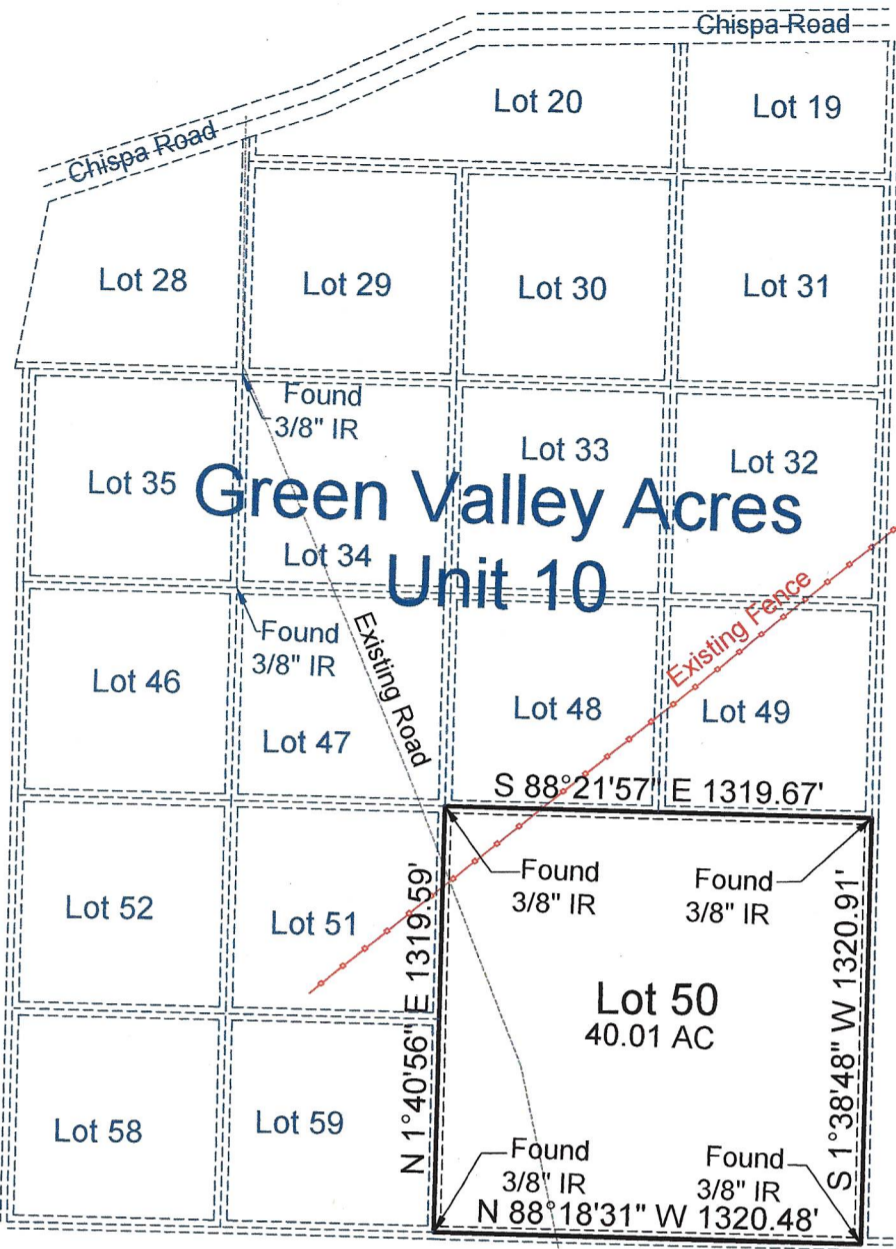 Chispa Road
Chispa Road
Lot 20
Lot 19
Lot 28
Lot 29
Lot 30
Lot 31
Found
3/8" IR
Lot 35
Lot 33
Lot 32
Green Valley Acres
Lot 34
Unit 10
Existing Fence
Found
3/8" IR
Existing Road
Lot 46
Lot 47
Lot 48
Lot 49
S 88°21'57" E 1319.67'
Found
3/8" IR
Found
3/8" IR
Lot 52
Lot 51
N 1°40'56" E 1319.59'
Lot 50
40.01 AC
S 1°38'48" W 1320.91'
Lot 58
Lot 59
Found
3/8" IR
Found
3/8" IR
N 88°18'31" W 1320.48'